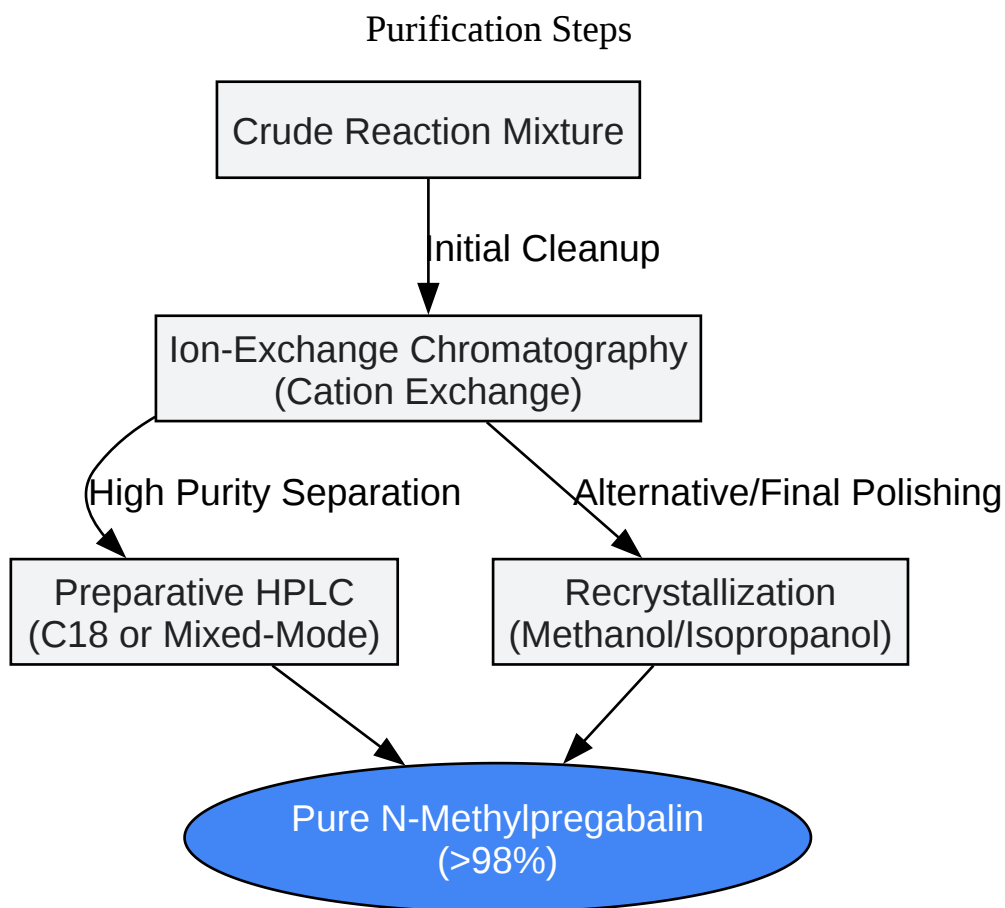 Purification Steps
Crude Reaction Mixture
Initial Cleanup
Ion-Exchange Chromatography
(Cation Exchange)
High Purity Separation
Alternative/Final Polishing
Preparative HPLC
(C18 or Mixed-Mode)
Recrystallization
(Methanol/Isopropanol)
Pure N-Methylpregabalin
(>98%)